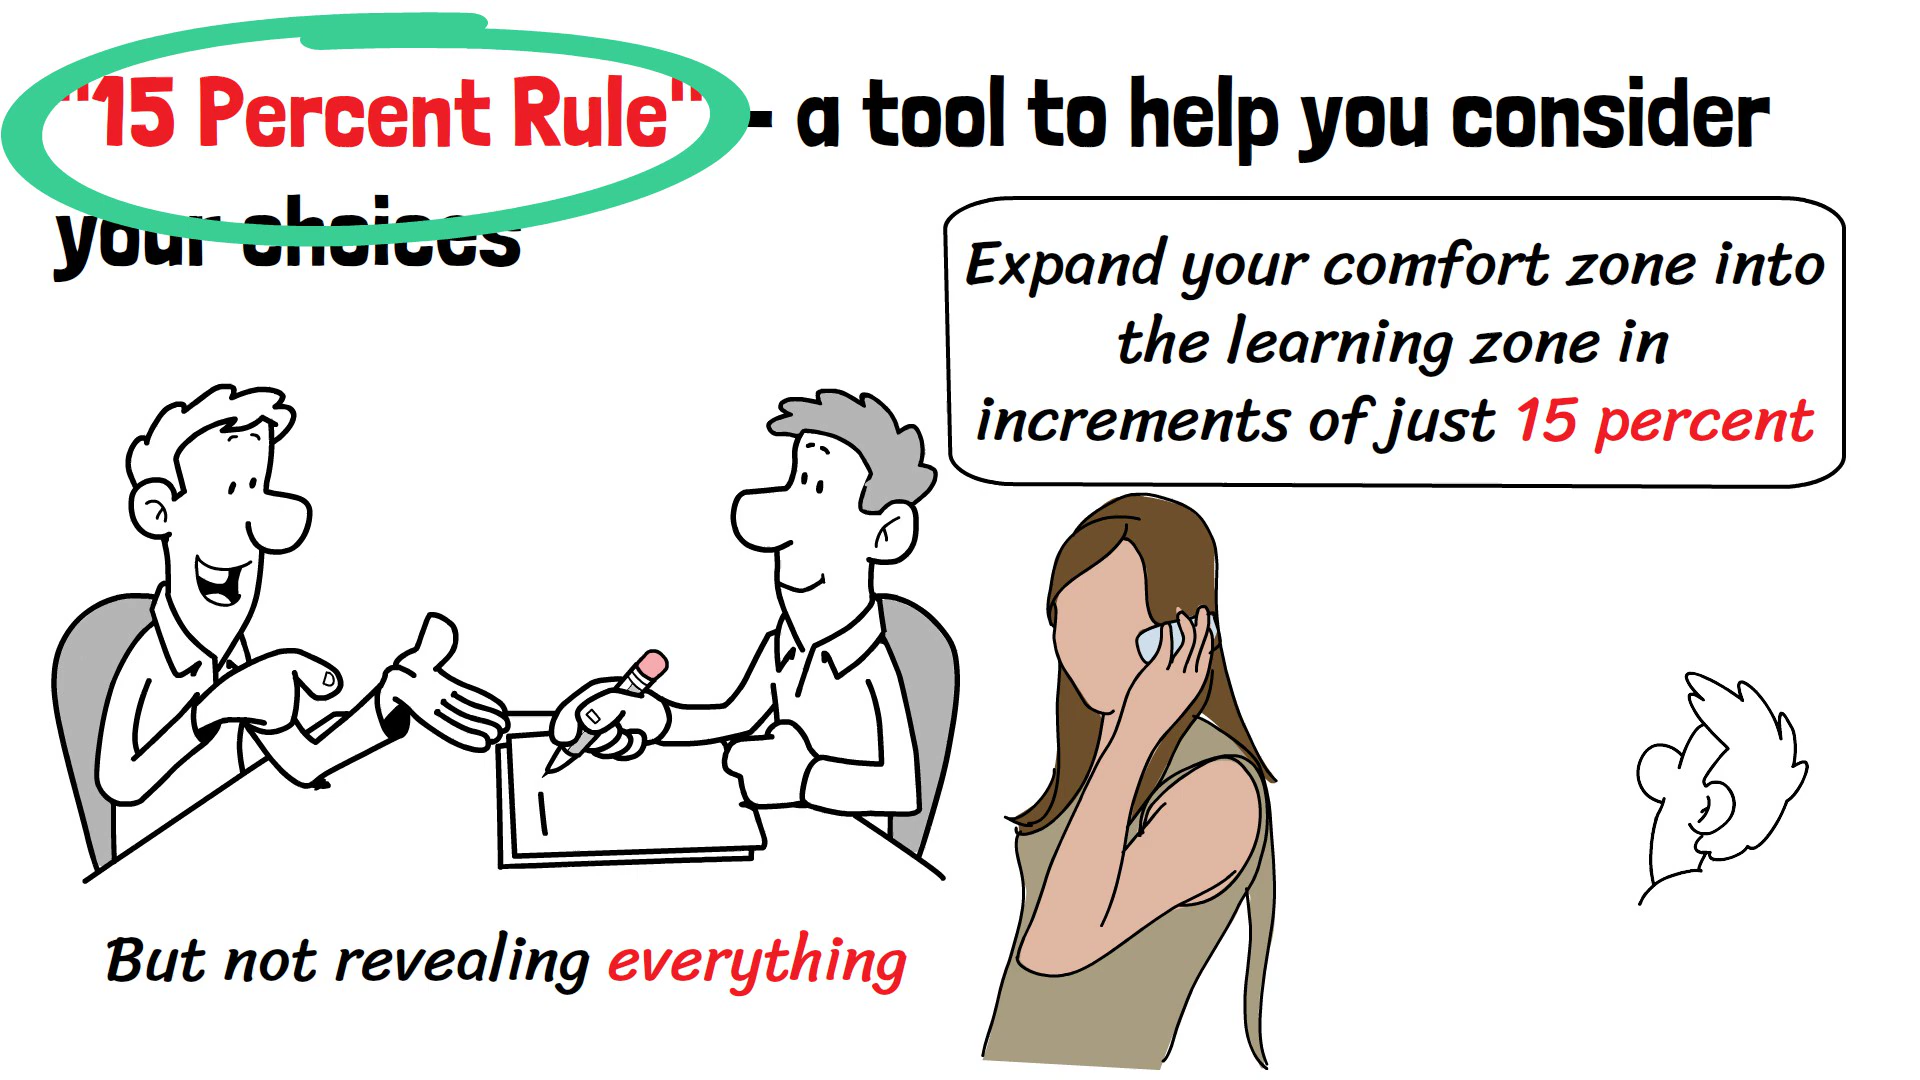 "15 Percent Rule" - a tool to help you consider
your choices
Expand your comfort zone into
the learning zone in
increments of just 15 percent
But not revealing everything